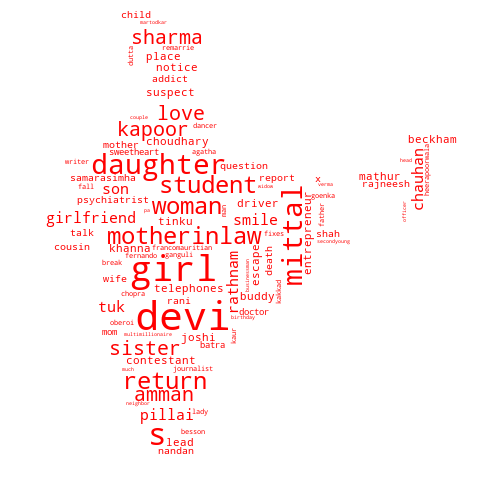 child
marodkar
sharma
dutta
remarrie
place
notice
addict
suspect
love
couple
kapoor
dancer
choudhary
mother
sweetheart
agatha
beckham
writer
daughter
question
head
heerapoorwala
chauhan
samarasimha
student
report
x
mathur
verma
rajneesh
fall
son
widow
psychiatrist
woman
driver
mittal
entrepreneur
goenka
pa
man
girlfriend
tinku
smile
father
officer
talk
motherinlaw
fixes
shah
secondyoung
cousin
khanna
francomauritian
escape
death
fernando
ganguli
break
girl
rathnam
businessman
wife
telephones
kakkad
chopra
rani
buddy
tuk
devi
doctor
birthday
oberoi
mom
multimillionaire
joshi
kaur
sister
batra
contestant
much
journalist
return
amman
neighbor
pillai
lady
s
besson
lead
nandan